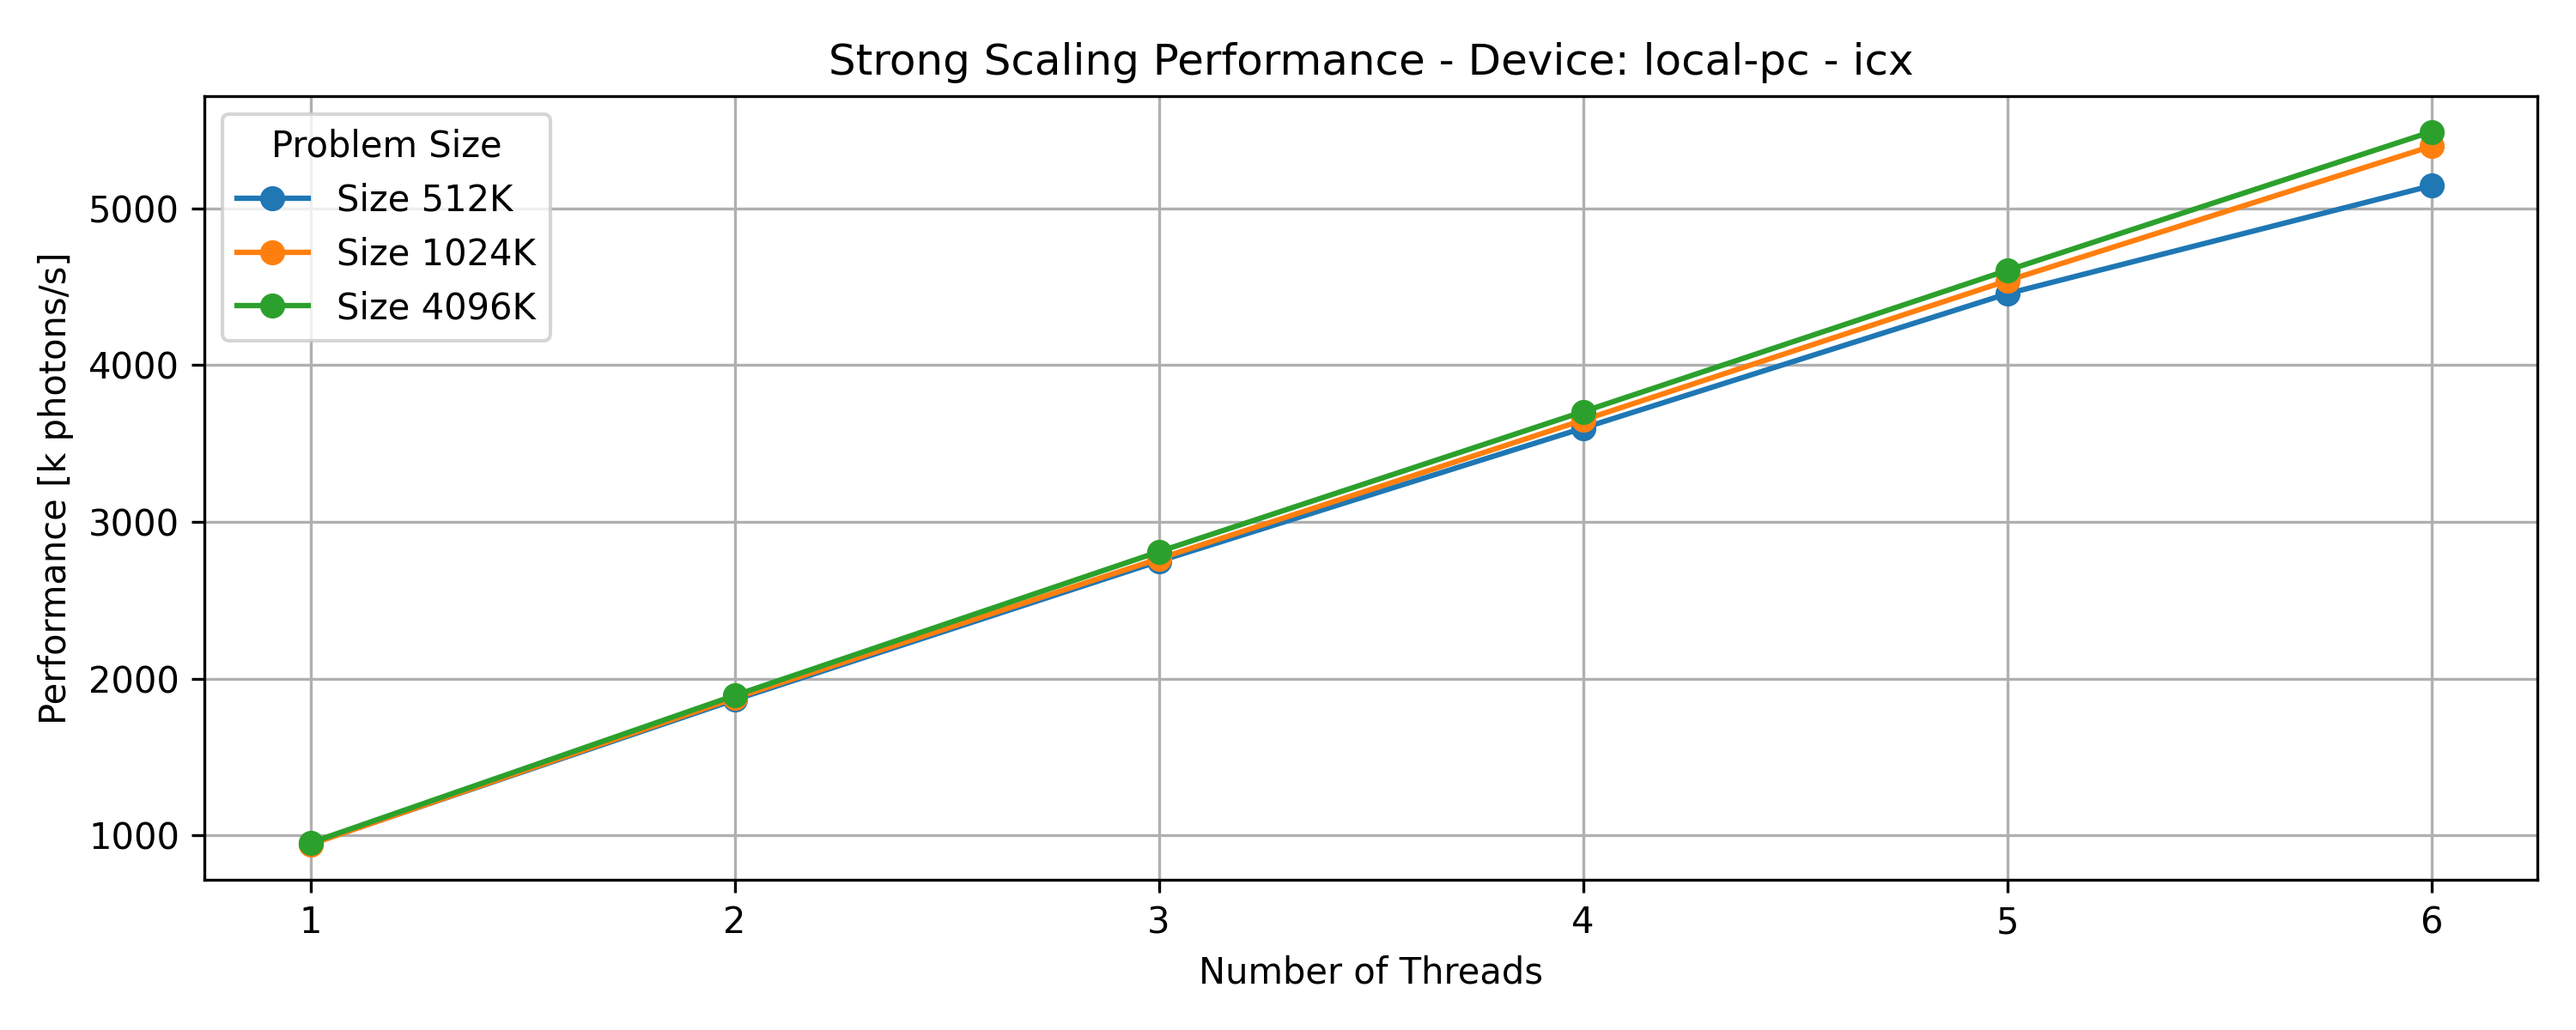 Strong Scaling Performance - Device: local-pc - icx
Problem Size
Size 512K
Size 1024K
Size 4096K
Performance [k photons/s]
5000
4000
3000
2000
1000
1 2 3 4 5 6
Number of Threads